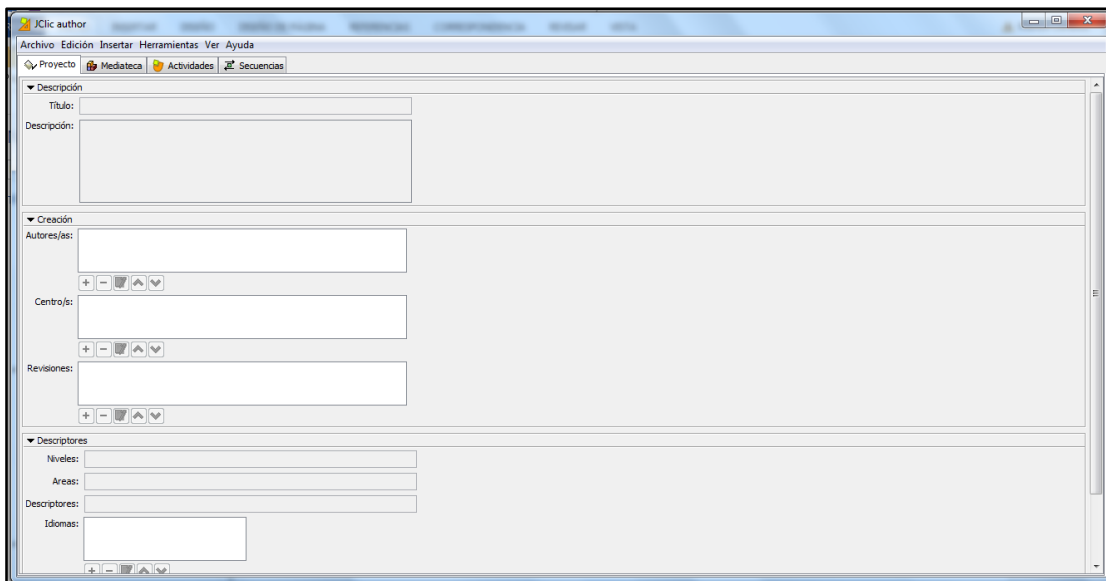 JClic author
Archivo Edición Insertar Herramientas Ver Ayuda
Proyecto Mediateca Actividades Secuencias
Descripción
Título:
Descripción:
Creación
Autores/as:
Centro/s:
Revisiones:
Descriptores
Niveles:
Areas:
Descriptores:
Idiomas: